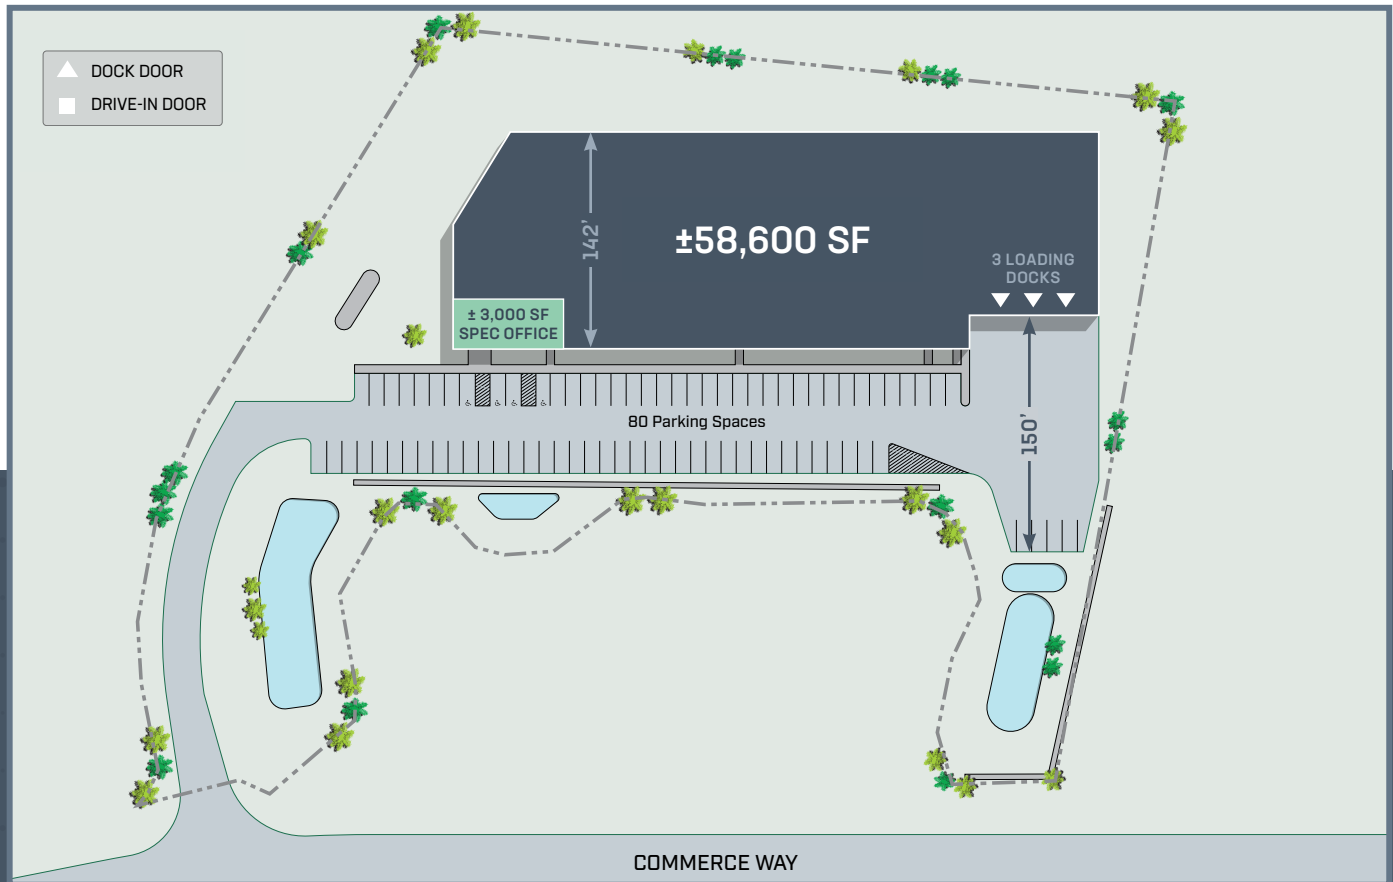 DOCK DOOR
DRIVE-IN DOOR
142'
±58,600 SF
3 LOADING
DOCKS
± 3,000 SF
SPEC OFFICE
80 Parking Spaces
150'
COMMERCE WAY